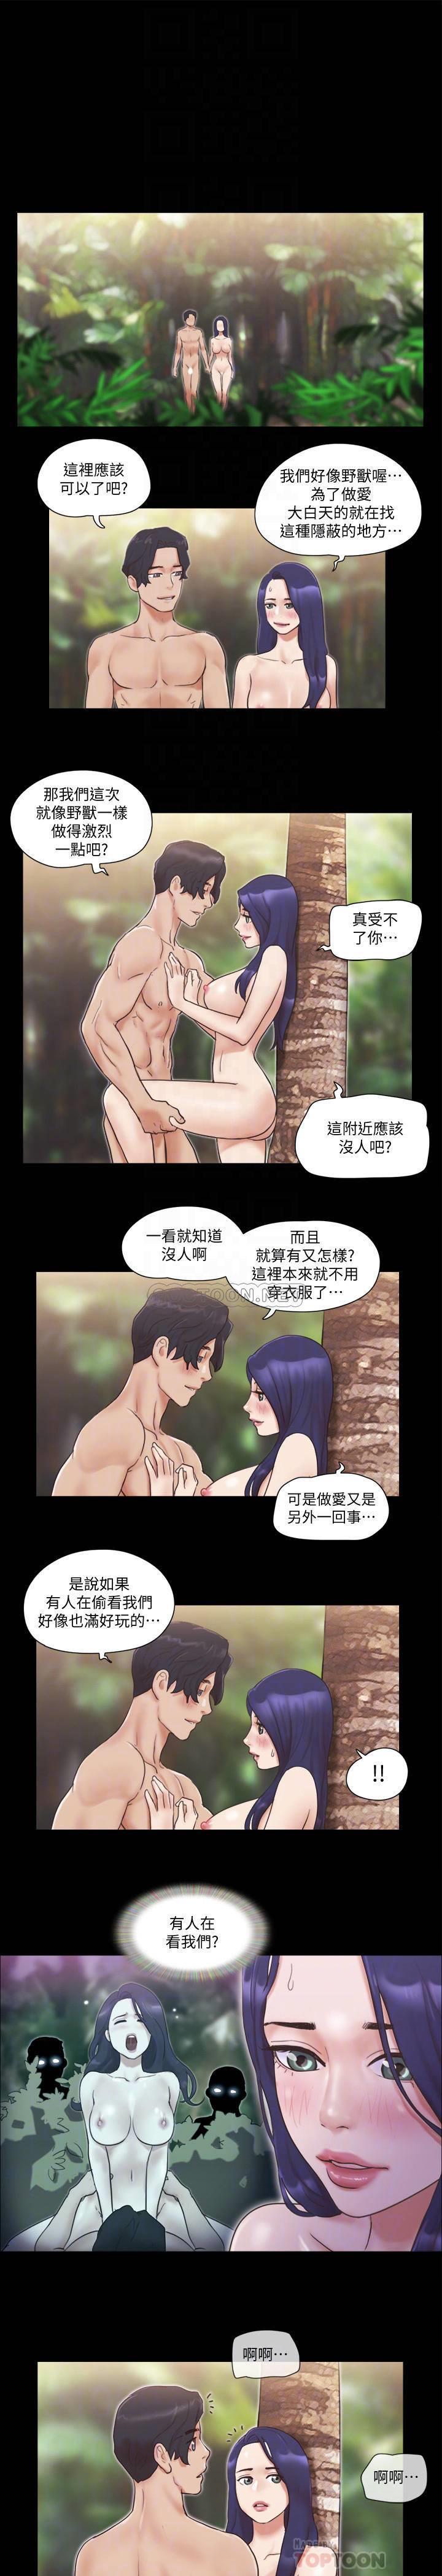 這裡應該
可以了吧?
我們好像野獸喔…
為了做愛
大白天的就在找
這種隱蔽的地方…
那我們這次
就像野獸一樣
做得激烈
一點吧?
真受不
了你…
這附近應該
沒人吧?
一看就知道
沒人啊
而且
就算有又怎樣?
這裡本來就不用
穿衣服了…
可是做愛又是
另外一回事…
是說如果
有人在偷看我們
好像也滿好玩的…
!!
有人在
看我們?
啊啊…
啊啊…
TOPTOON